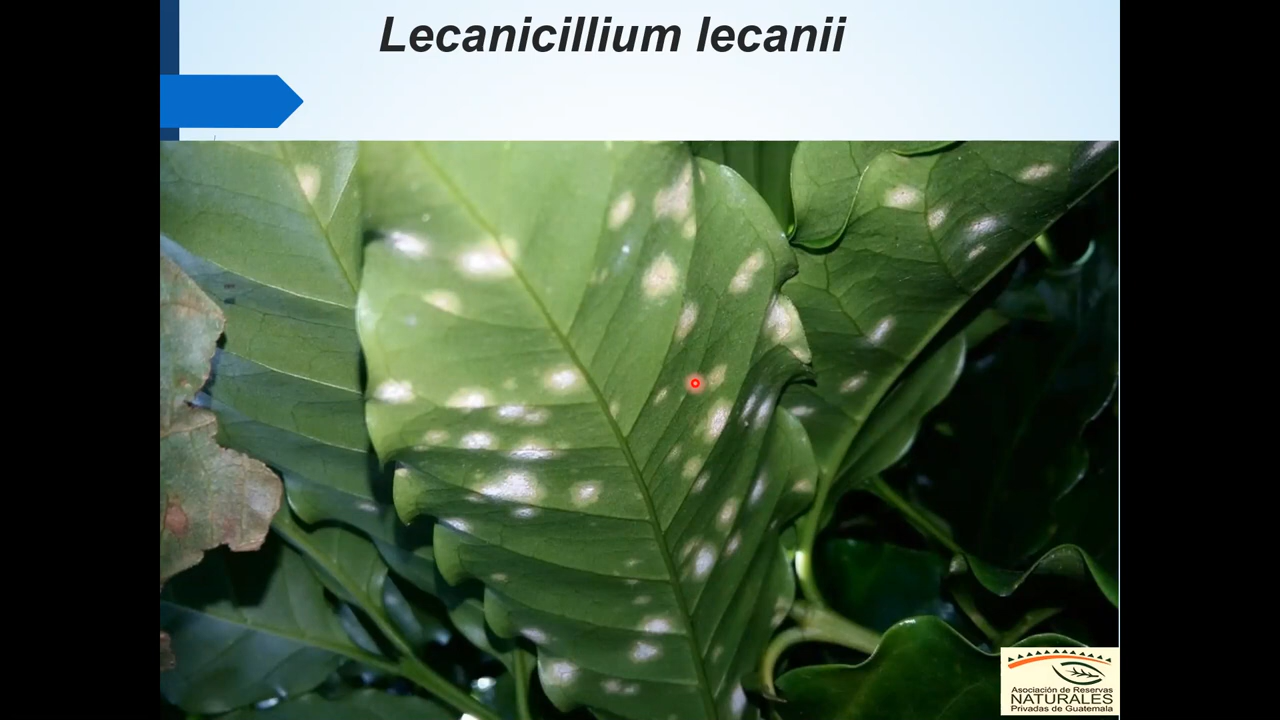 Lecanicillium lecanii
Asociación de Reservas
NATURALES
Privadas de Guatemala